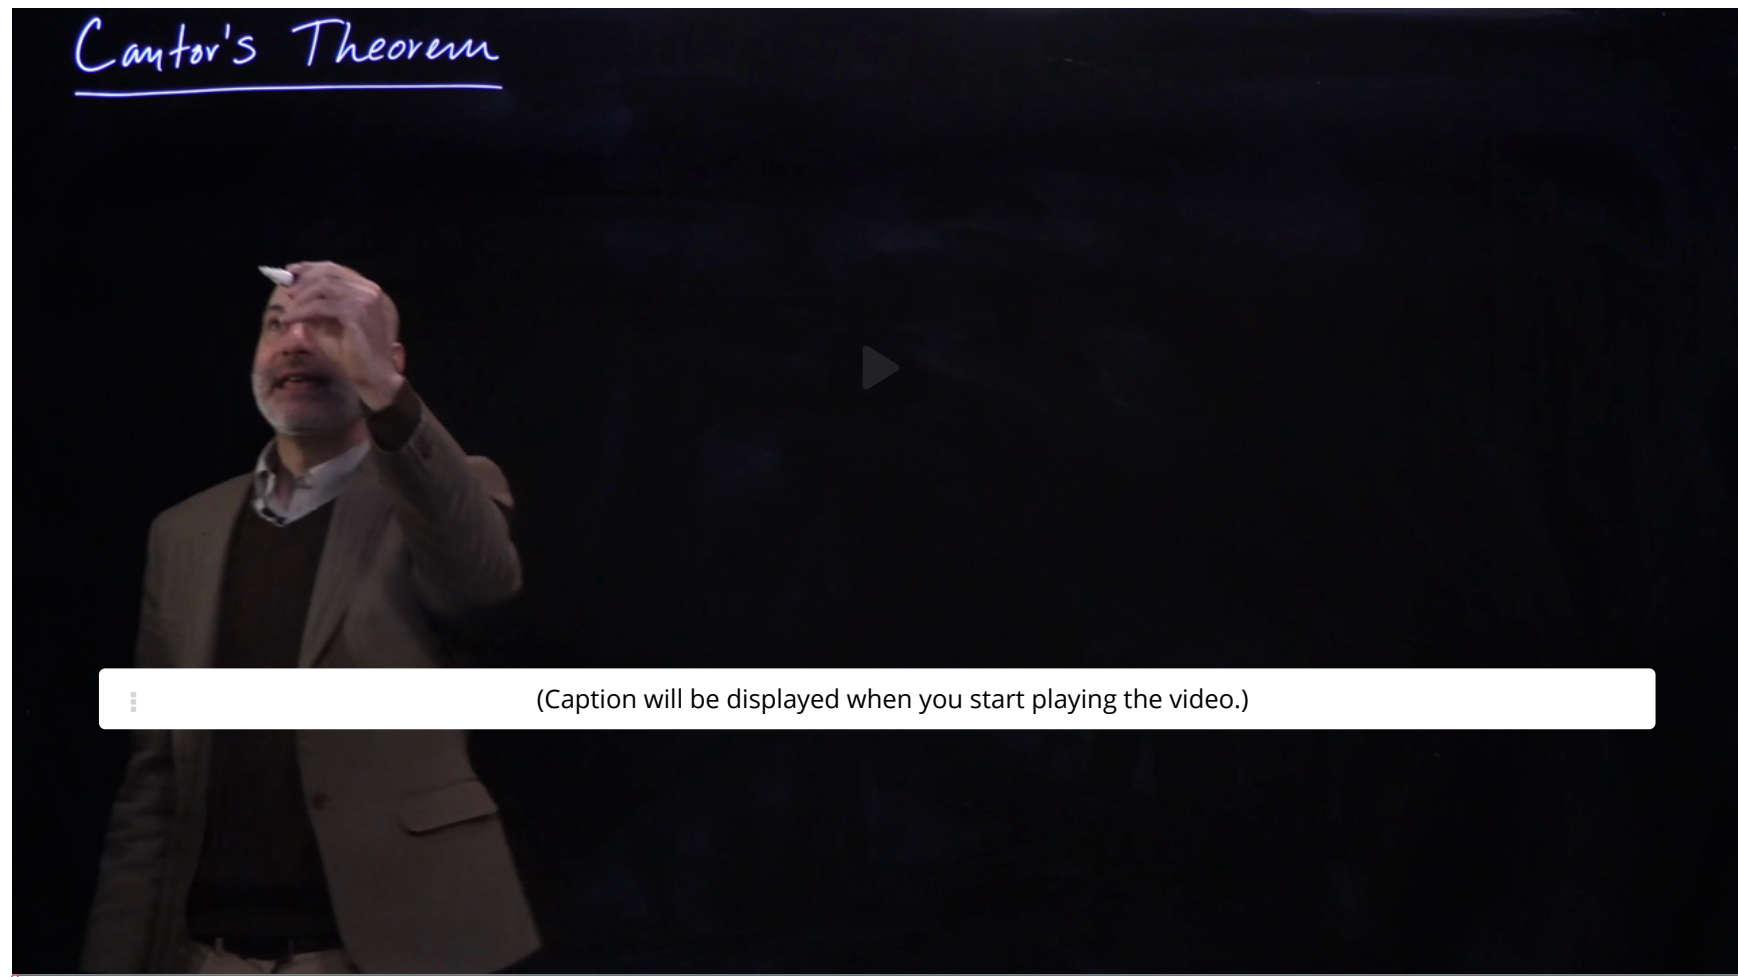 Cantor's Theorem
(Caption will be displayed when you start playing the video.)